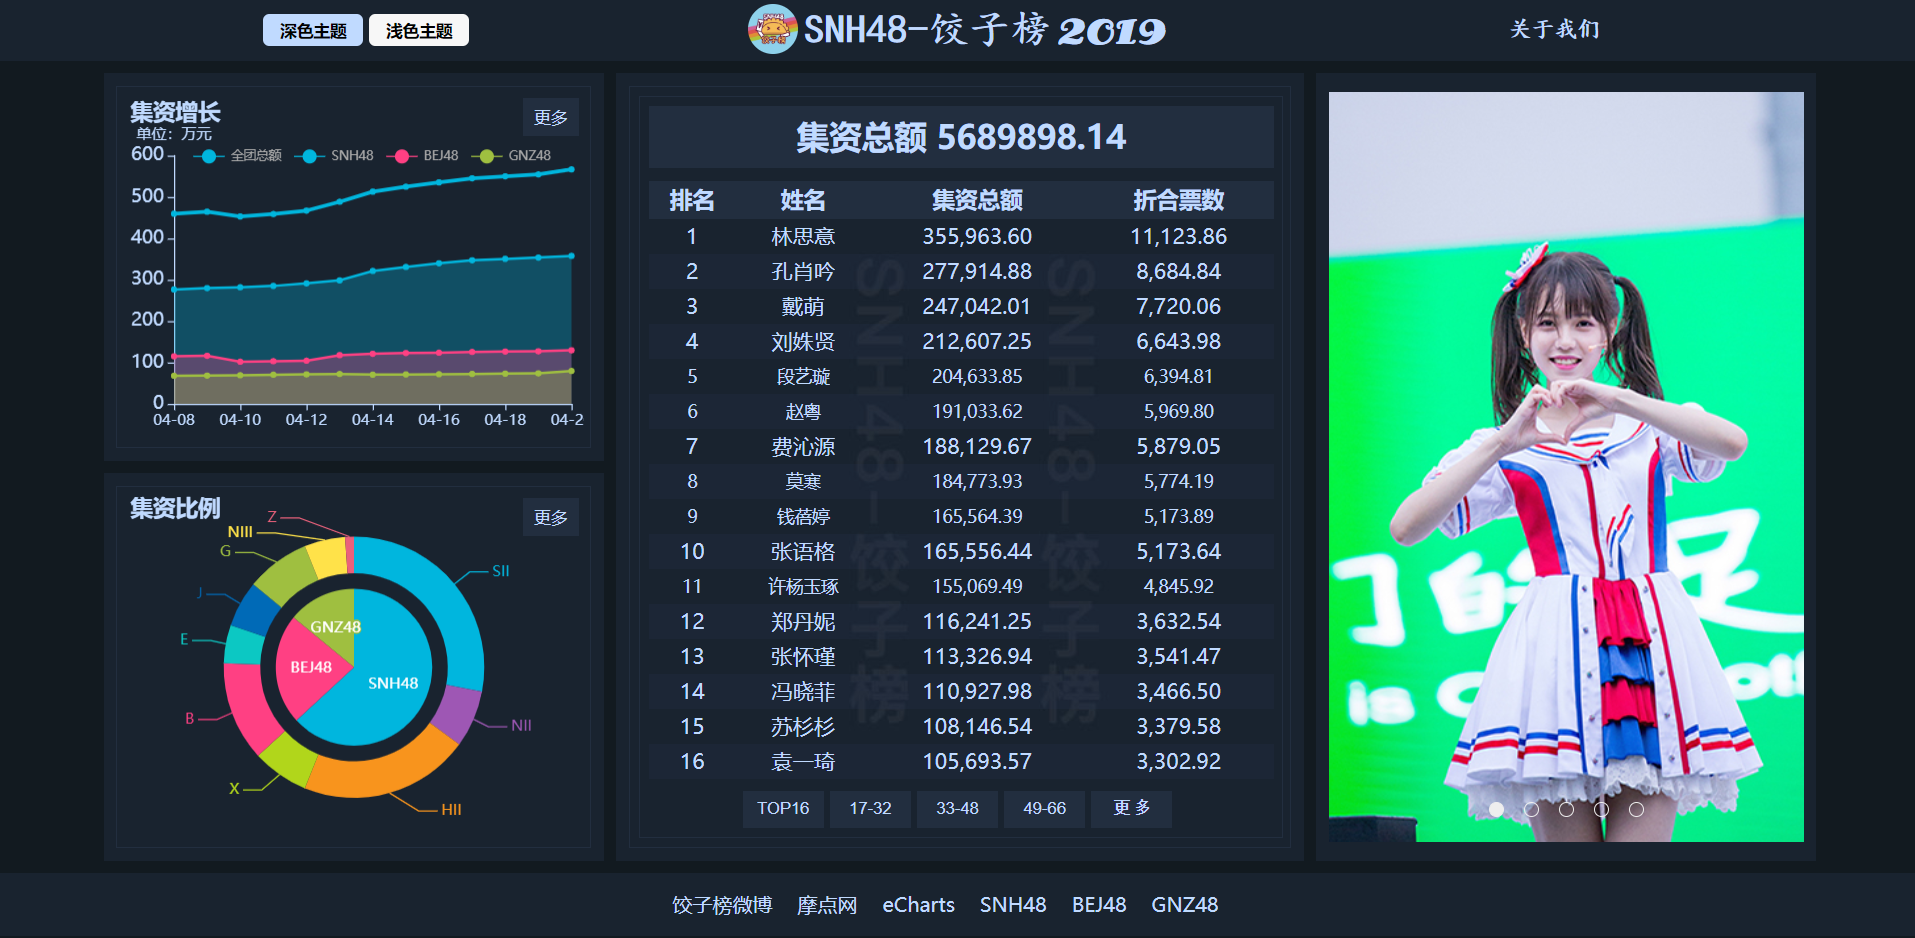 深色主题 浅色主题 SNH48-饺子榜 2019 关于我们
集资增长 更多
单位：万元
全团总额 SNH48 BEJ48 GNZ48
600
500
400
300
200
100
0
04-08 04-10 04-12 04-14 04-16 04-18 04-2
集资比例 更多
Z
NIII
G
J
E
B
X
HII
NII
SII
GNZ48
BEJ48
SNH48
集资总额 5689898.14
排名 姓名 集资总额 折合票数
1 林思意 355,963.60 11,123.86
2 孔肖吟 277,914.88 8,684.84
3 戴萌 247,042.01 7,720.06
4 刘姝贤 212,607.25 6,643.98
5 段艺璇 204,633.85 6,394.81
6 赵粤 191,033.62 5,969.80
7 费沁源 188,129.67 5,879.05
8 莫寒 184,773.93 5,774.19
9 钱蓓婷 165,564.39 5,173.89
10 张语格 165,556.44 5,173.64
11 许杨玉琢 155,069.49 4,845.92
12 郑丹妮 116,241.25 3,632.54
13 张怀瑾 113,326.94 3,541.47
14 冯晓菲 110,927.98 3,466.50
15 苏杉杉 108,146.54 3,379.58
16 袁一琦 105,693.57 3,302.92
SNH48-饺子榜 SNH48-饺子榜
TOP16 17-32 33-48 49-66 更多
is
饺子榜微博 摩点网 eCharts SNH48 BEJ48 GNZ48